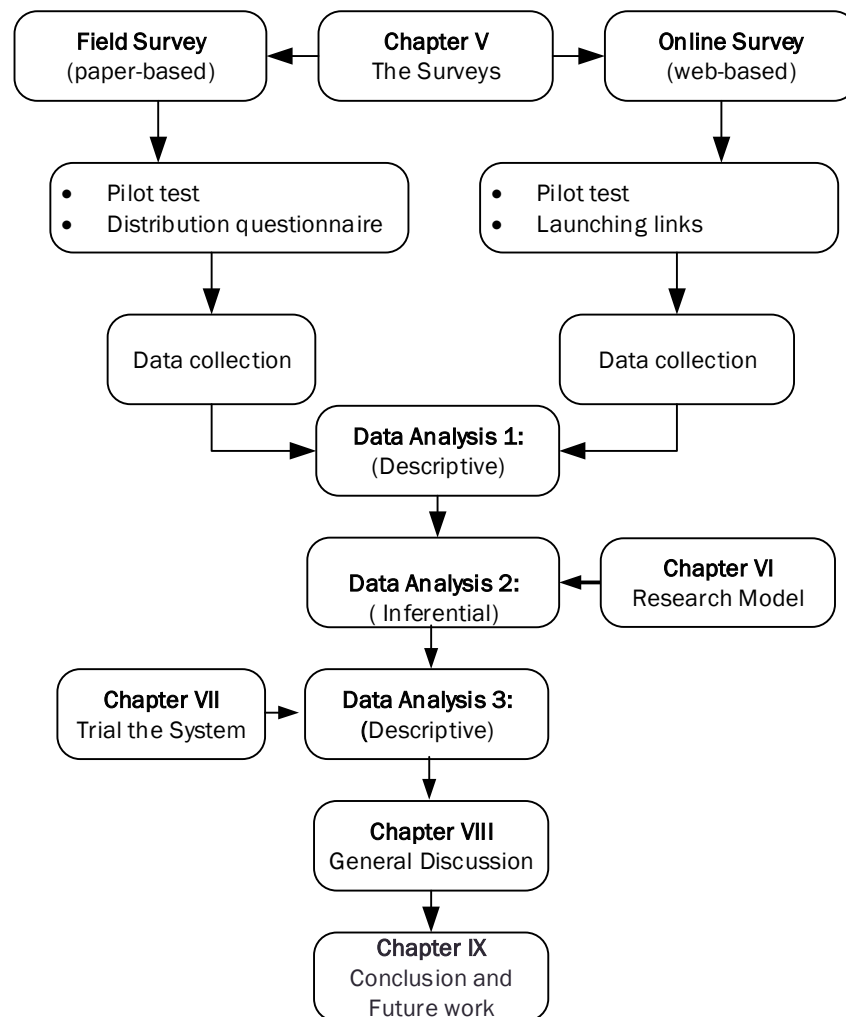 Field Survey
(paper-based)
Chapter V
The Surveys
Online Survey
(web-based)
• Pilot test
• Distribution questionnaire
• Pilot test
• Launching links
Data collection
Data collection
Data Analysis 1:
(Descriptive)
Data Analysis 2:
( Inferential)
Chapter VI
Research Model
Chapter VII
Trial the System
Data Analysis 3:
(Descriptive)
Chapter VIII
General Discussion
Chapter IX
Conclusion and
Future work